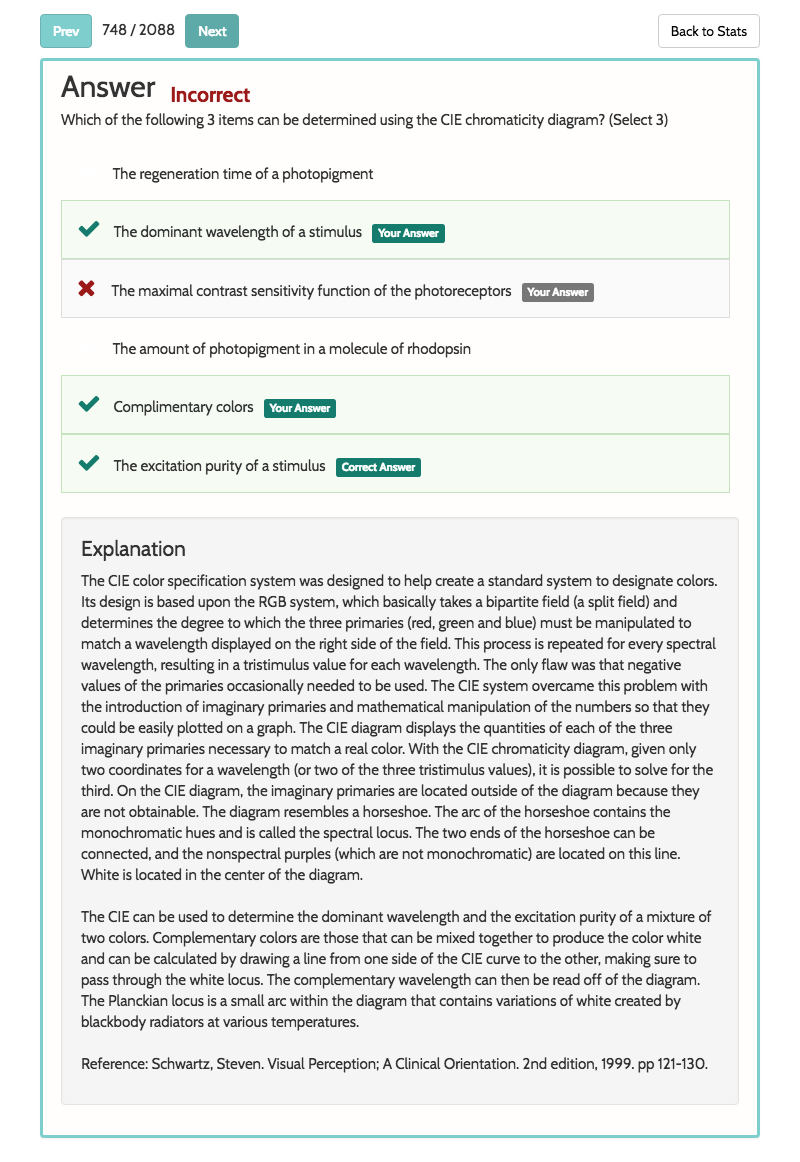 Prev 748 / 2088 Next Back to Stats
Answer Incorrect
Which of the following 3 items can be determined using the CIE chromaticity diagram? (Select 3)
The regeneration time of a photopigment
The dominant wavelength of a stimulus Your Answer
The maximal contrast sensitivity function of the photoreceptors Your Answer
The amount of photopigment in a molecule of rhodopsin
Complimentary colors Your Answer
The excitation purity of a stimulus Correct Answer
Explanation
The CIE color specification system was designed to help create a standard system to designate colors.
Its design is based upon the RGB system, which basically takes a bipartite field (a split field) and
determines the degree to which the three primaries (red, green and blue) must be manipulated to
match a wavelength displayed on the right side of the field. This process is repeated for every spectral
wavelength, resulting in a tristimulus value for each wavelength. The only flaw was that negative
values of the primaries occasionally needed to be used. The CIE system overcame this problem with
the introduction of imaginary primaries and mathematical manipulation of the numbers so that they
could be easily plotted on a graph. The CIE diagram displays the quantities of each of the three
imaginary primaries necessary to match a real color. With the CIE chromaticity diagram, given only
two coordinates for a wavelength (or two of the three tristimulus values), it is possible to solve for the
third. On the CIE diagram, the imaginary primaries are located outside of the diagram because they
are not obtainable. The diagram resembles a horseshoe. The arc of the horseshoe contains the
monochromatic hues and is called the spectral locus. The two ends of the horseshoe can be
connected, and the nonspectral purples (which are not monochromatic) are located on this line.
White is located in the center of the diagram.
The CIE can be used to determine the dominant wavelength and the excitation purity of a mixture of
two colors. Complementary colors are those that can be mixed together to produce the color white
and can be calculated by drawing a line from one side of the CIE curve to the other, making sure to
pass through the white locus. The complementary wavelength can then be read off of the diagram.
The Planckian locus is a small arc within the diagram that contains variations of white created by
blackbody radiators at various temperatures.
Reference: Schwartz, Steven. Visual Perception; A Clinical Orientation. 2nd edition, 1999. pp 121-130.